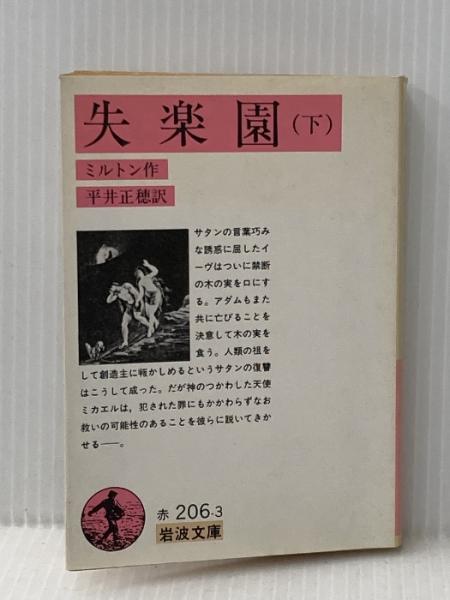 失楽園(下)
ミルトン作
平井正穂訳
サタンの言葉巧み
な誘惑に屈したイ
ーヴはついに禁断
の木の実を口にす
る。アダムもまた
共に亡びることを
決意して木の実を
食う。人類の祖を
して創造主に戦かしめるというサタンの復讐
はこうして成った。だが神のつかわした天使
ミカエルは，犯された罪にもかかわらずなお
救いの可能性のあることを彼らに説いてきか
せる――。
赤 206-3
岩波文庫